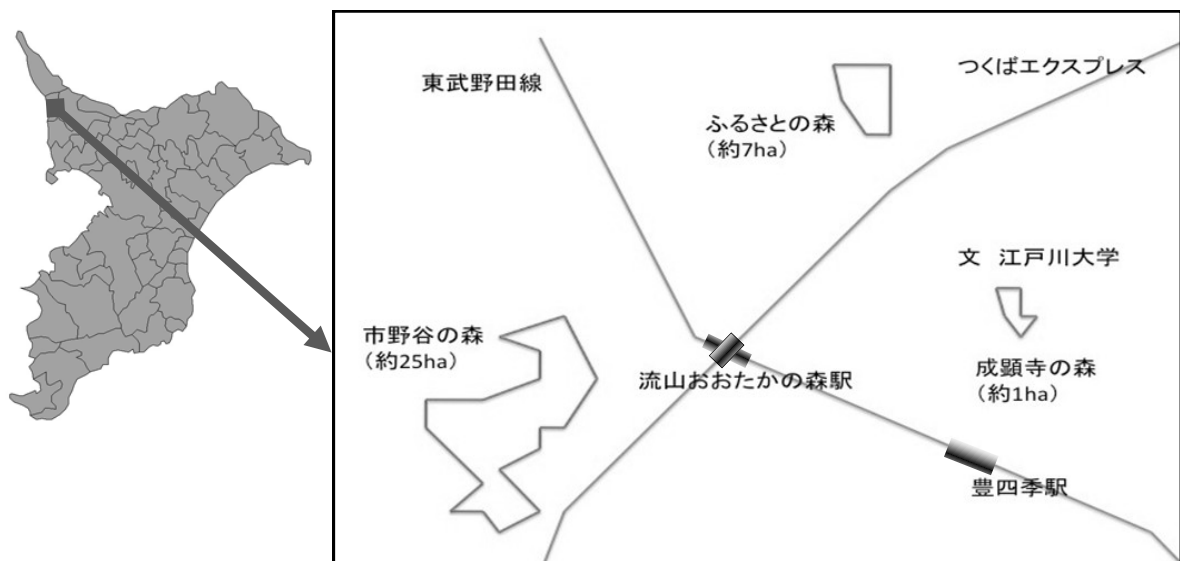 東武野田線
つくばエクスプレス
ふるさとの森
（約7ha）
文 江戸川大学
市野谷の森
（約25ha）
流山おおたかの森駅
成顕寺の森
（約1ha）
豊四季駅